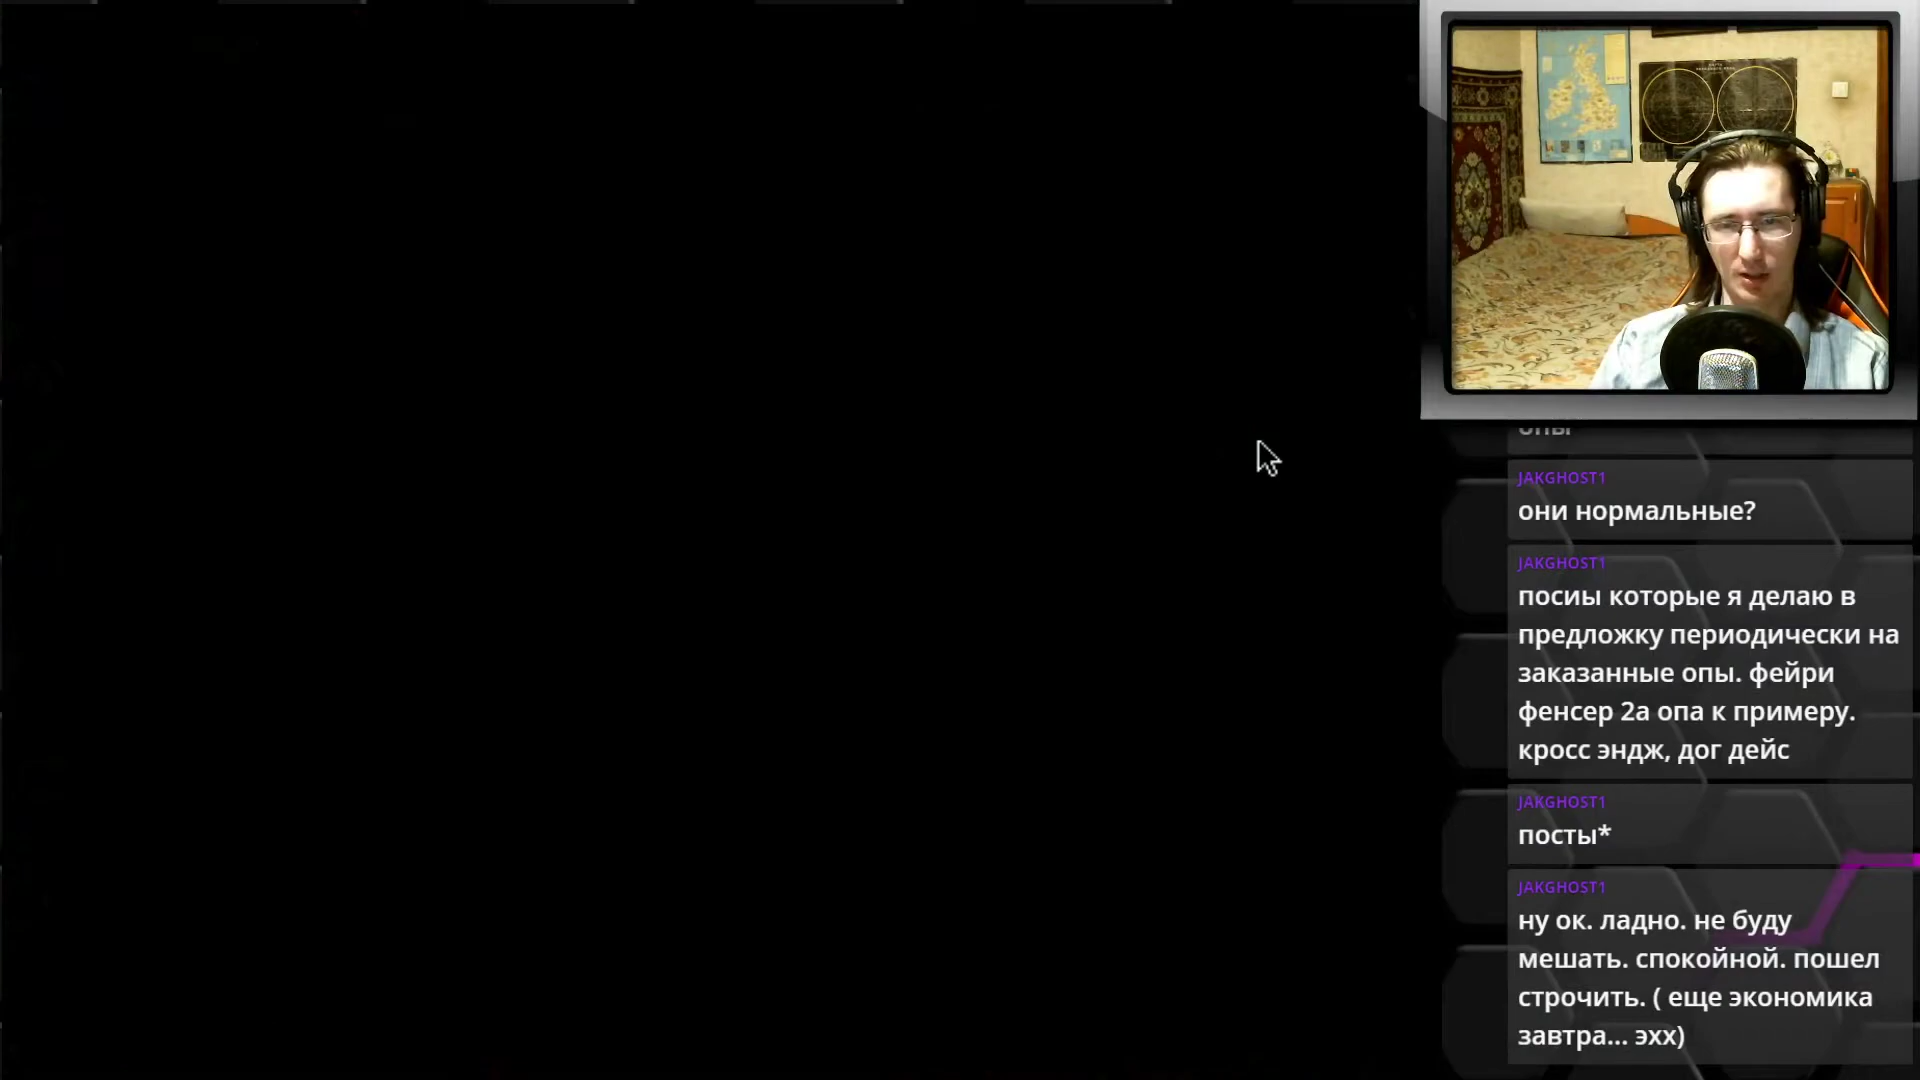 опы
JAKGHOST1
они нормальные?
JAKGHOST1
посиы которые я делаю в
предложку периодически на
заказанные опы. фейри
фенсер 2а опа к примеру.
кросс эндж, дог дейс
JAKGHOST1
посты*
JAKGHOST1
ну ок. ладно. не буду
мешать. спокойной. пошел
строчить. ( еще экономика
завтра... эхх)